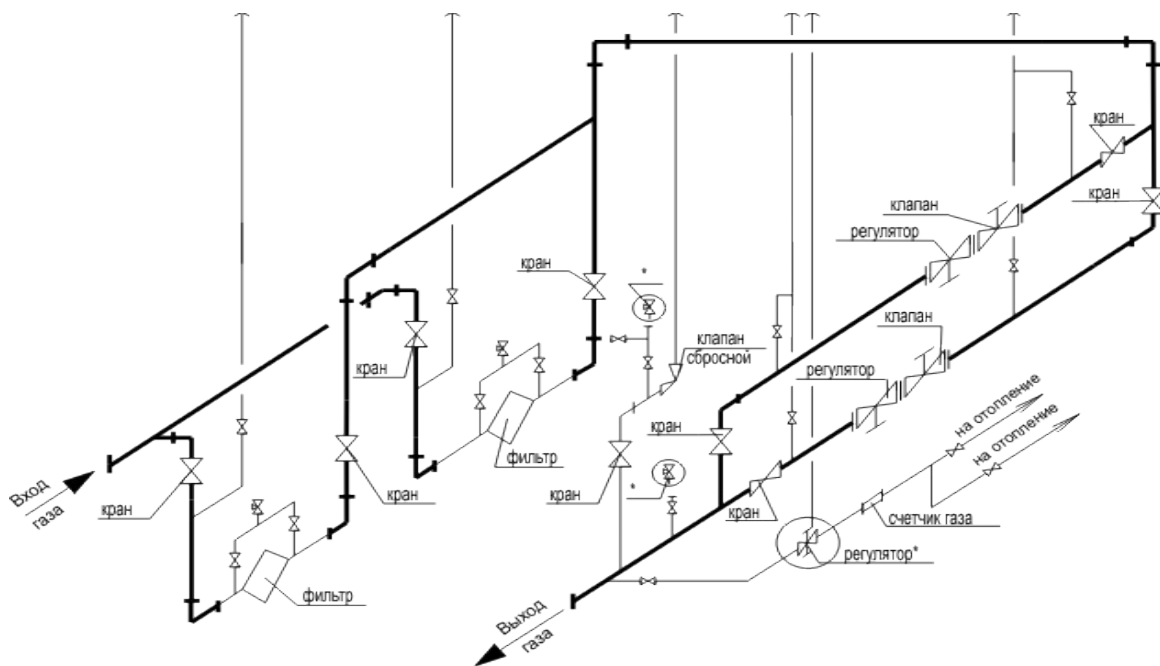 кран
кран
клапан
регулятор
кран
*
клапан
сбросной
клапан
кран
регулятор
на отопление
на отопление
кран
фильтр
кран
Вход
газа
кран
кран
*
кран
счетчик газа
регулятор*
фильтр
Выход
газа